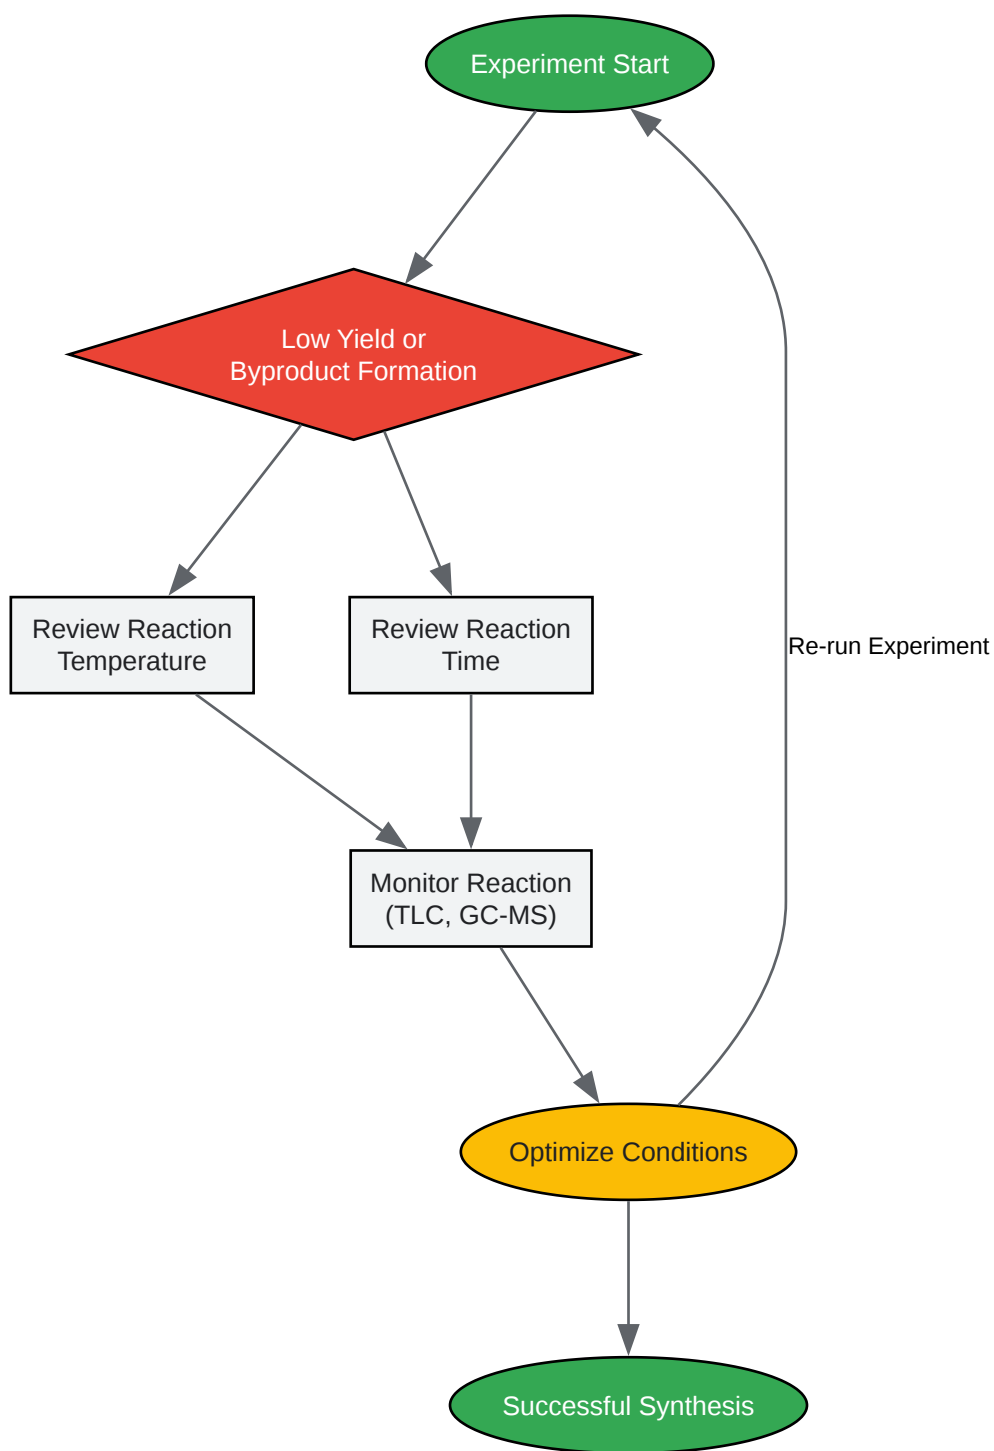 Experiment Start
Low Yield or
Byproduct Formation
Review Reaction
Temperature
Review Reaction
Time
Re-run Experiment
Monitor Reaction
(TLC, GC-MS)
Optimize Conditions
Successful Synthesis